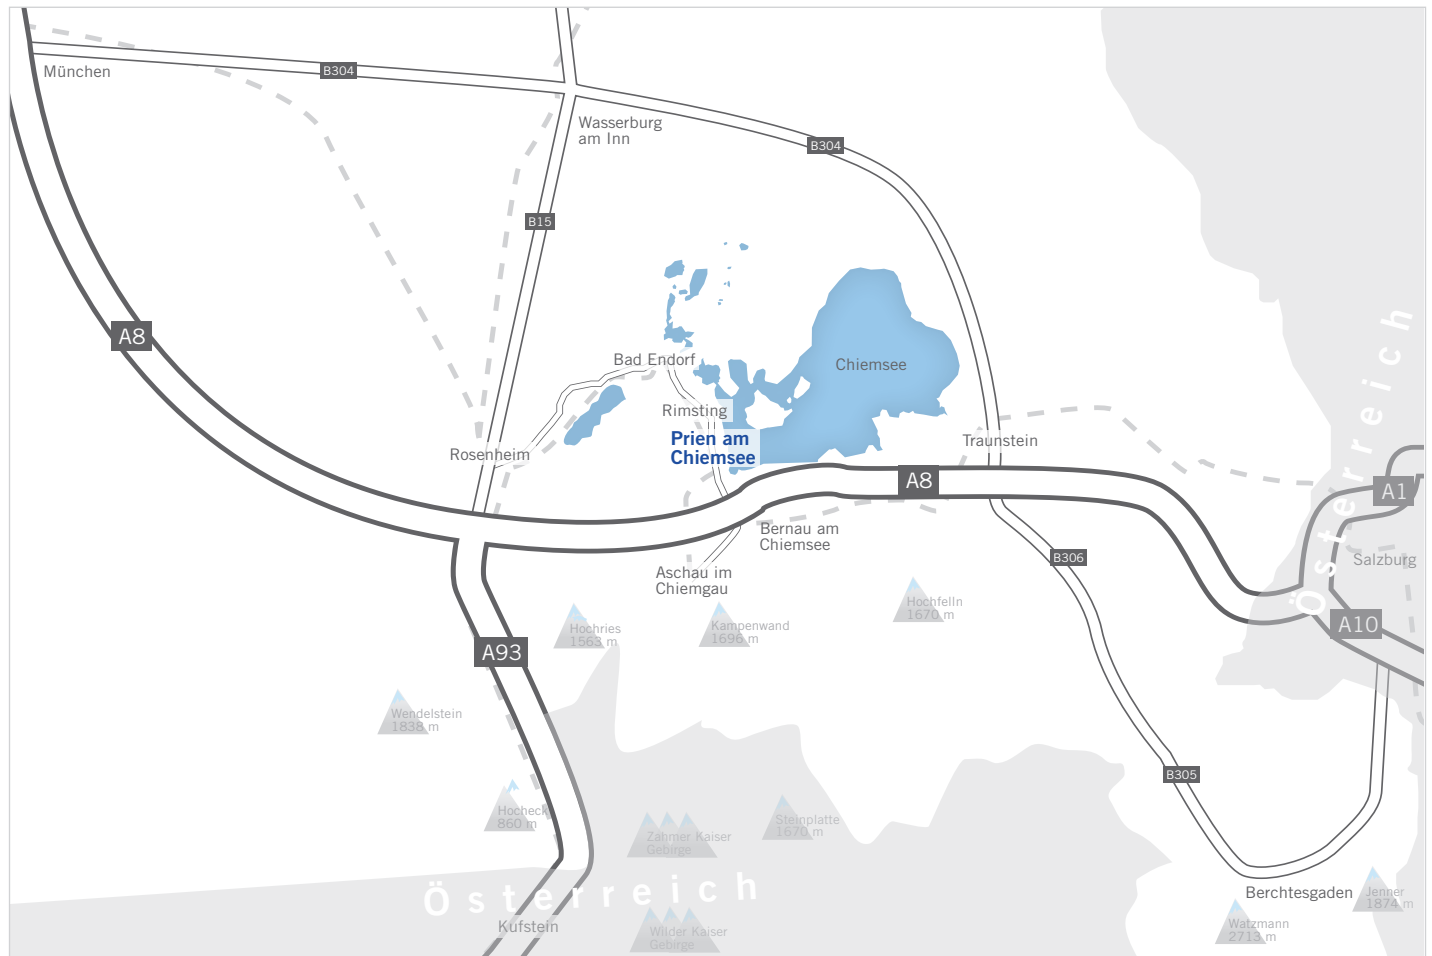 München
B304
Wasserburg
am Inn
B304
B15
A8
Österreich
Bad Endorf
Chiemsee
Rimsting
Prien am
Chiemsee
Rosenheim
Traunstein
A8
A1
Bernau am
Chiemsee
B306
Salzburg
Aschau im
Chiemgau
Hochfelln
1670 m
Hochries
1563 m
Kampenwand
1696 m
A10
A93
Wendelstein
1838 m
B305
Hocheck
860 m
Steinplatte
1670 m
Zahmer Kaiser
Gebirge
Österreich
Berchtesgaden
Jenner
1874 m
Kufstein
Wilder Kaiser
Gebirge
Watzmann
2713 m